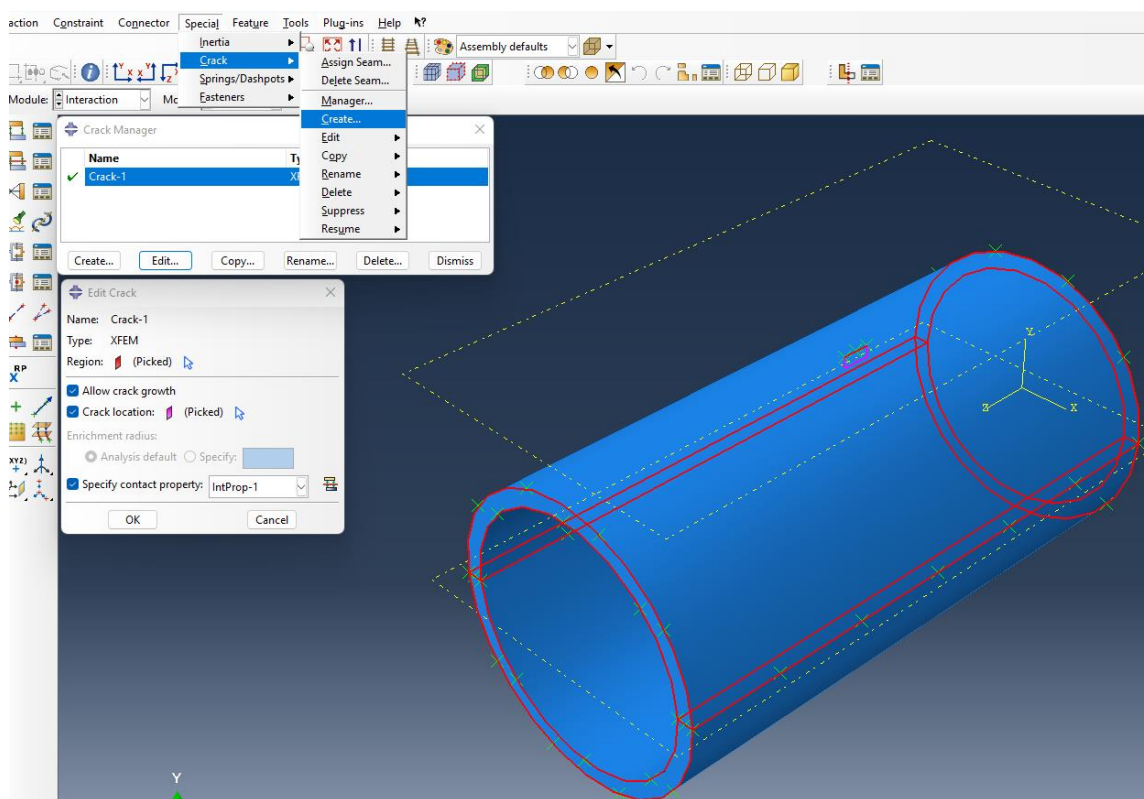 action Constraint Connector Special Feature Tools Plug-ins Help
Inertia
Assembly defaults
Crack
Assign Seam...
Springs/Dashpots
Delete Seam...
Module: Interaction
Fasteners
Manager...
Create...
Crack Manager
Edit
Name
Copy
Crack-1
Rename
Delete
Suppress
Resume
Create... Edit... Copy... Rename... Delete... Dismiss
Edit Crack
Name: Crack-1
Type: XFEM
Region: (Picked)
RP
Allow crack growth
Crack location: (Picked)
Enrichment radius:
Analysis default Specify:
Specify contact property: IntProp-1
OK Cancel
Y
Z X
Y